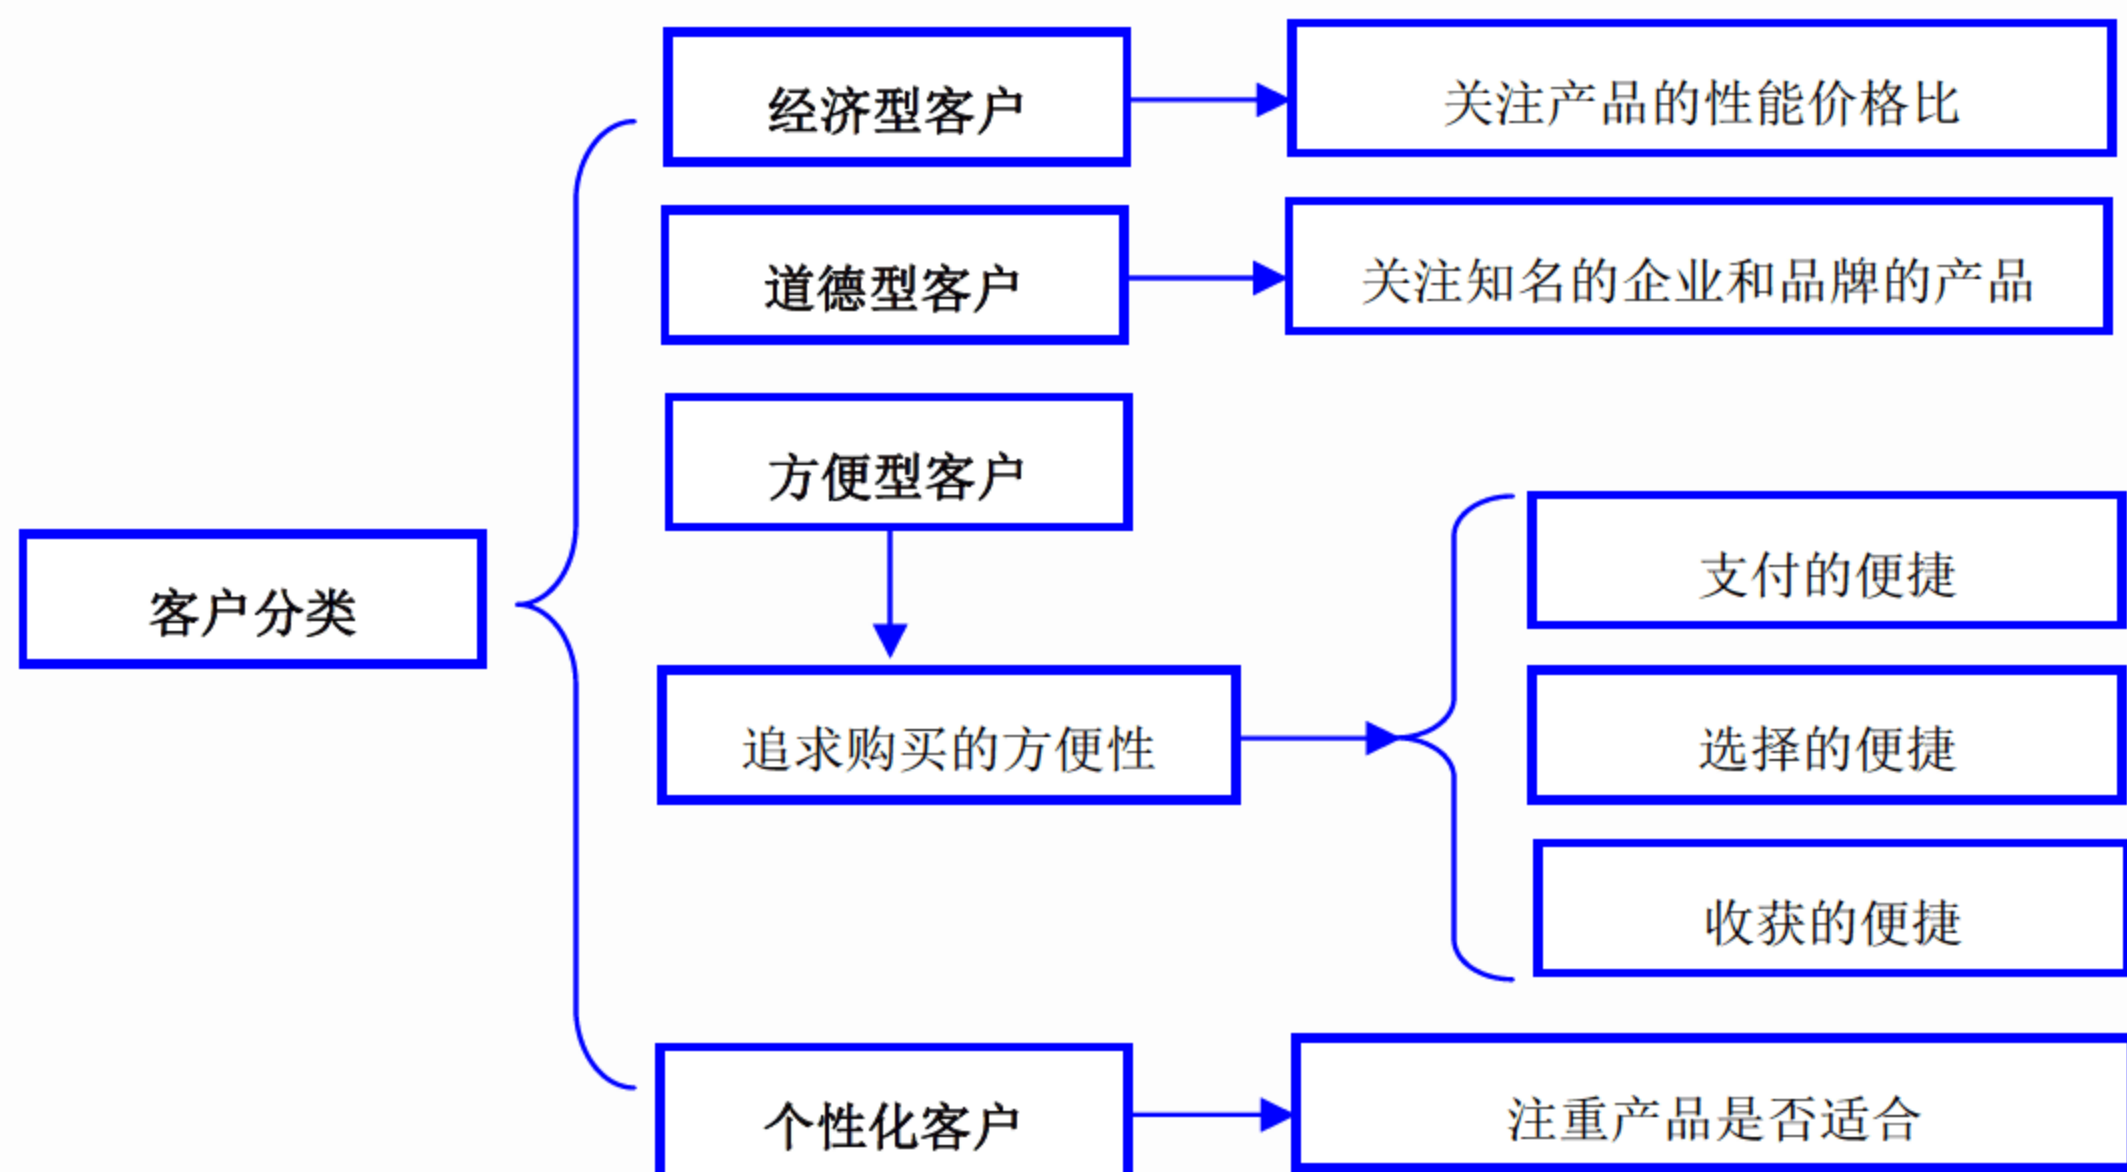 经济型客户
关注产品的性能价格比
道德型客户
关注知名的企业和品牌的产品
方便型客户
客户分类
支付的便捷
追求购买的方便性
选择的便捷
收获的便捷
个性化客户
注重产品是否适合